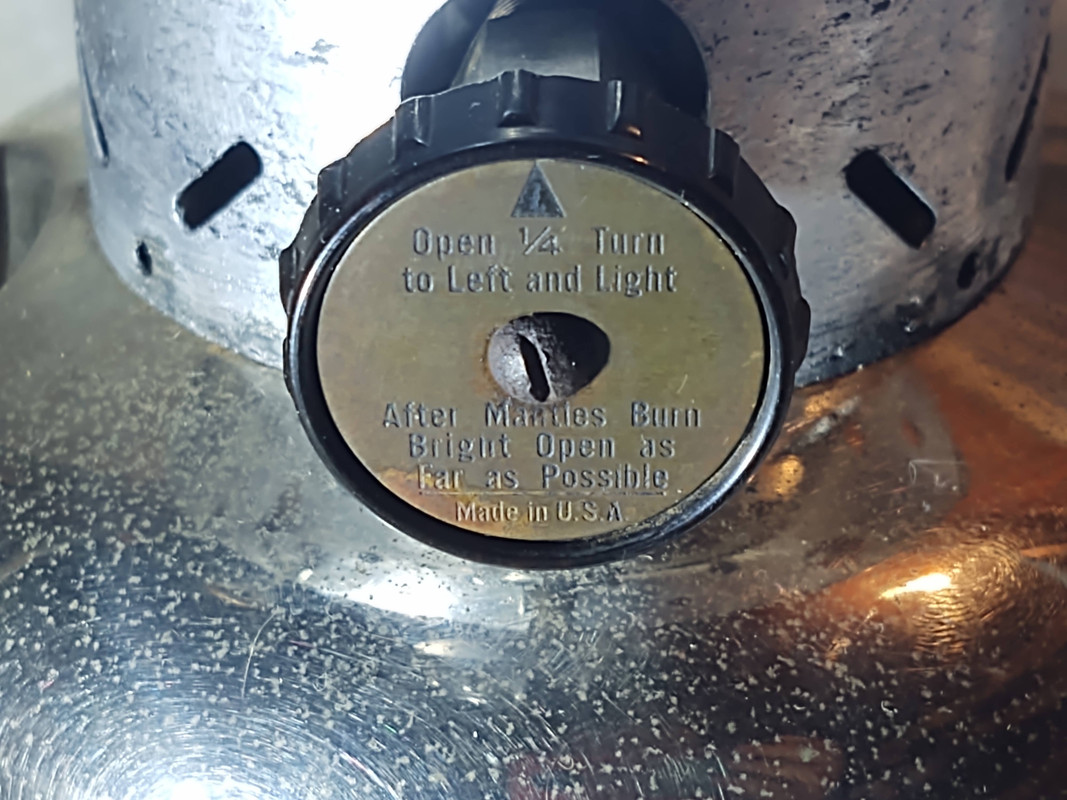 Open ¼ Turn
to Left and Light
After Mantles Burn
Bright Open as
Far as Possible
Made in U.S.A.